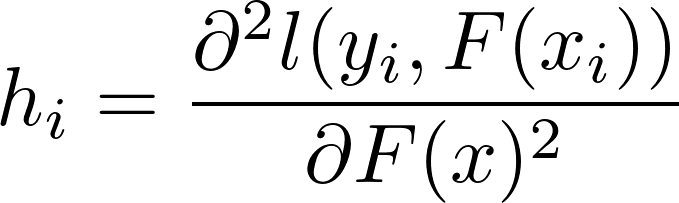 h_i = \frac{\partial^2 l(y_i, F(x_i))}{\partial F(x)^2}